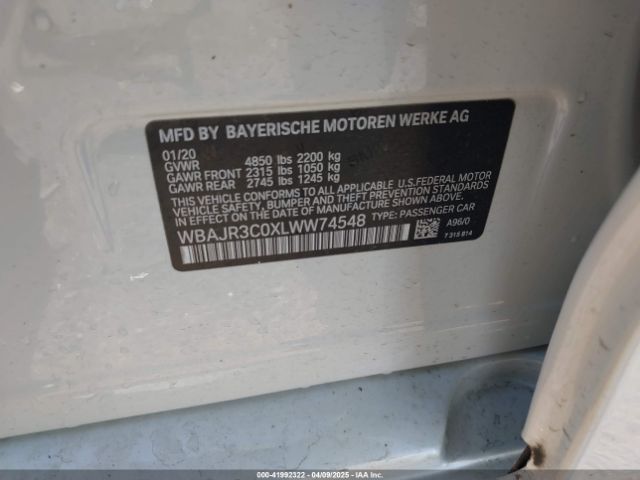 MFD BY BAYERISCHE MOTOREN WERKE AG
01/20
GVWR 4850 lbs 2200 kg
GAWR FRONT 2315 lbs 1050 kg
GAWR REAR 2745 lbs 1245 kg
THIS VEHICLE CONFORMS TO ALL APPLICABLE U.S.FEDERAL MOTOR
VEHICLE SAFETY, BUMPER, AND THEFT PREVENTION STANDARDS
IN EFFECT ON THE DATE OF MANUFACTURE SHOWN ABOVE.
WBAJR3C0XLWW74548 TYPE: PASSENGER CAR
A96/0
7 315 814
000-41992322 - 04/09/2025 - IAAI.COM